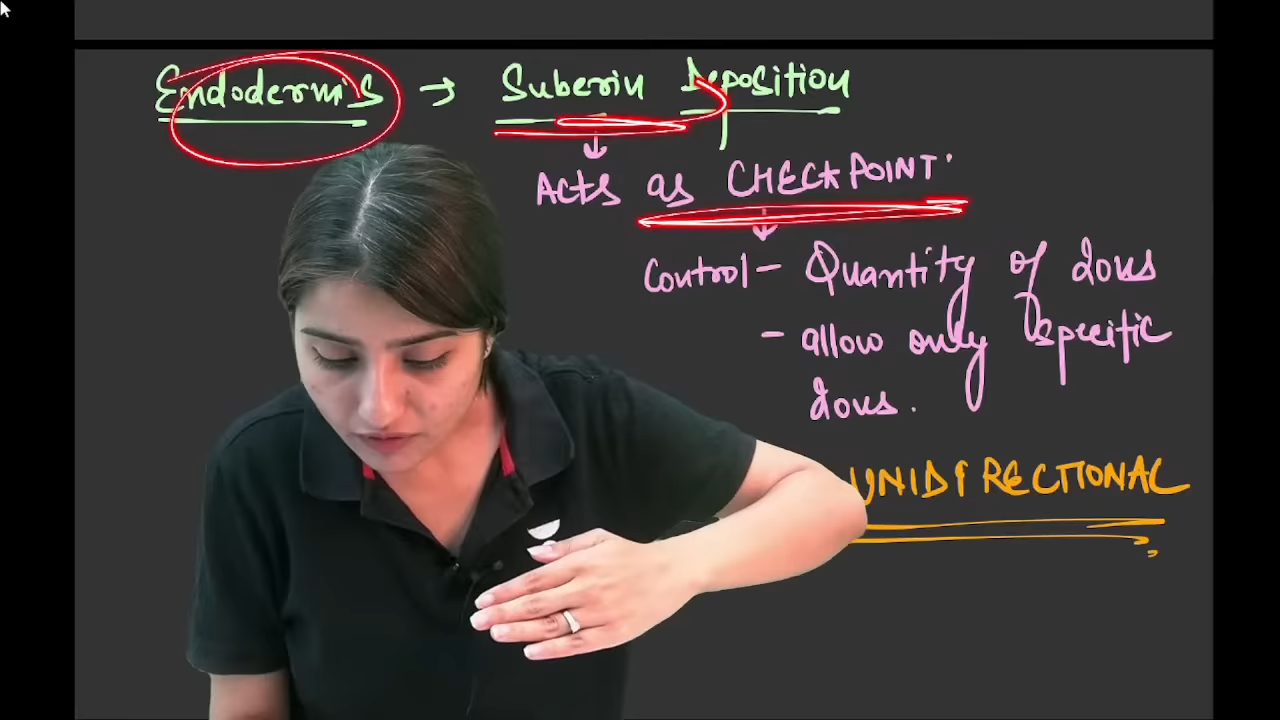 Endodermis → Suberin Deposition
↓
Acts as CHECKPOINT
↓
Control - Quantity of Ions
- allow only specific
Ions.
UNIDIRECTIONAL